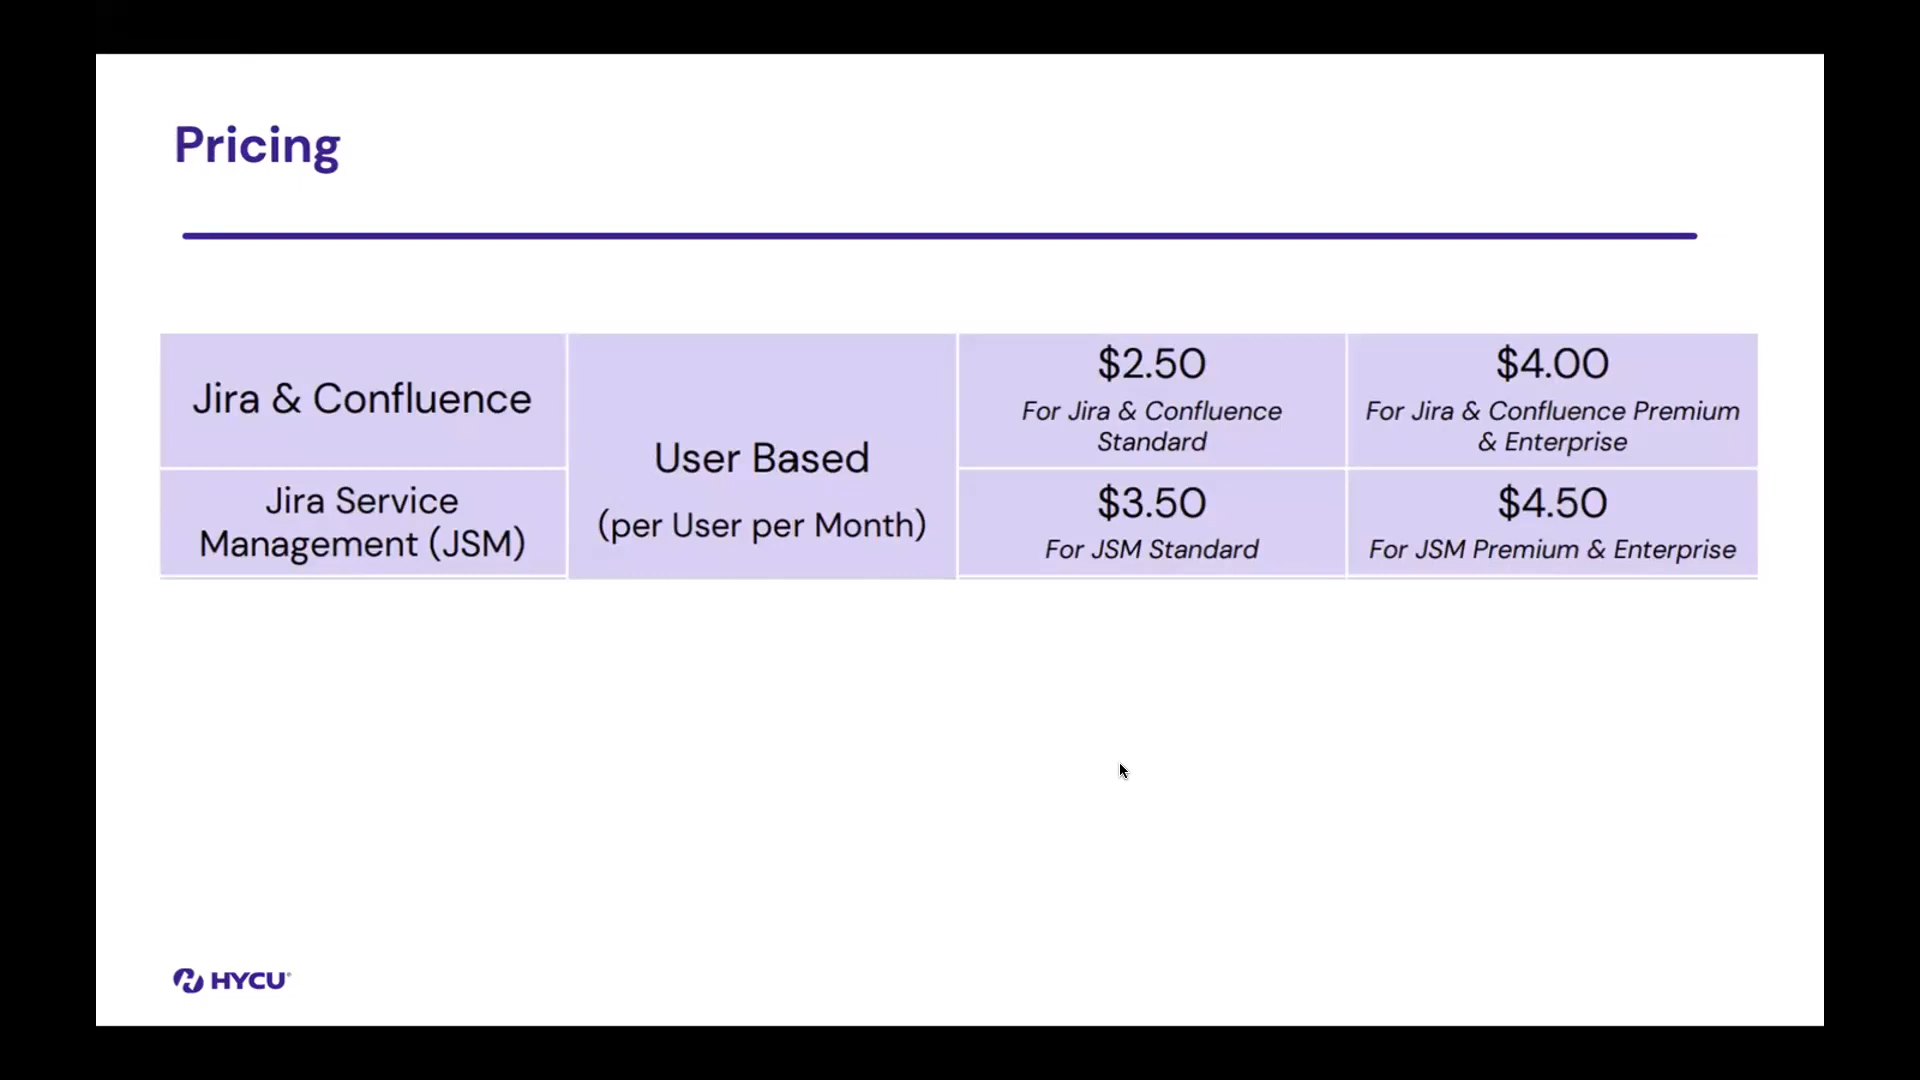 Pricing
Jira & Confluence
User Based
(per User per Month)
$2.50
For Jira & Confluence
Standard
$4.00
For Jira & Confluence Premium
& Enterprise
Jira Service
Management (JSM)
$3.50
For JSM Standard
$4.50
For JSM Premium & Enterprise
HYCU